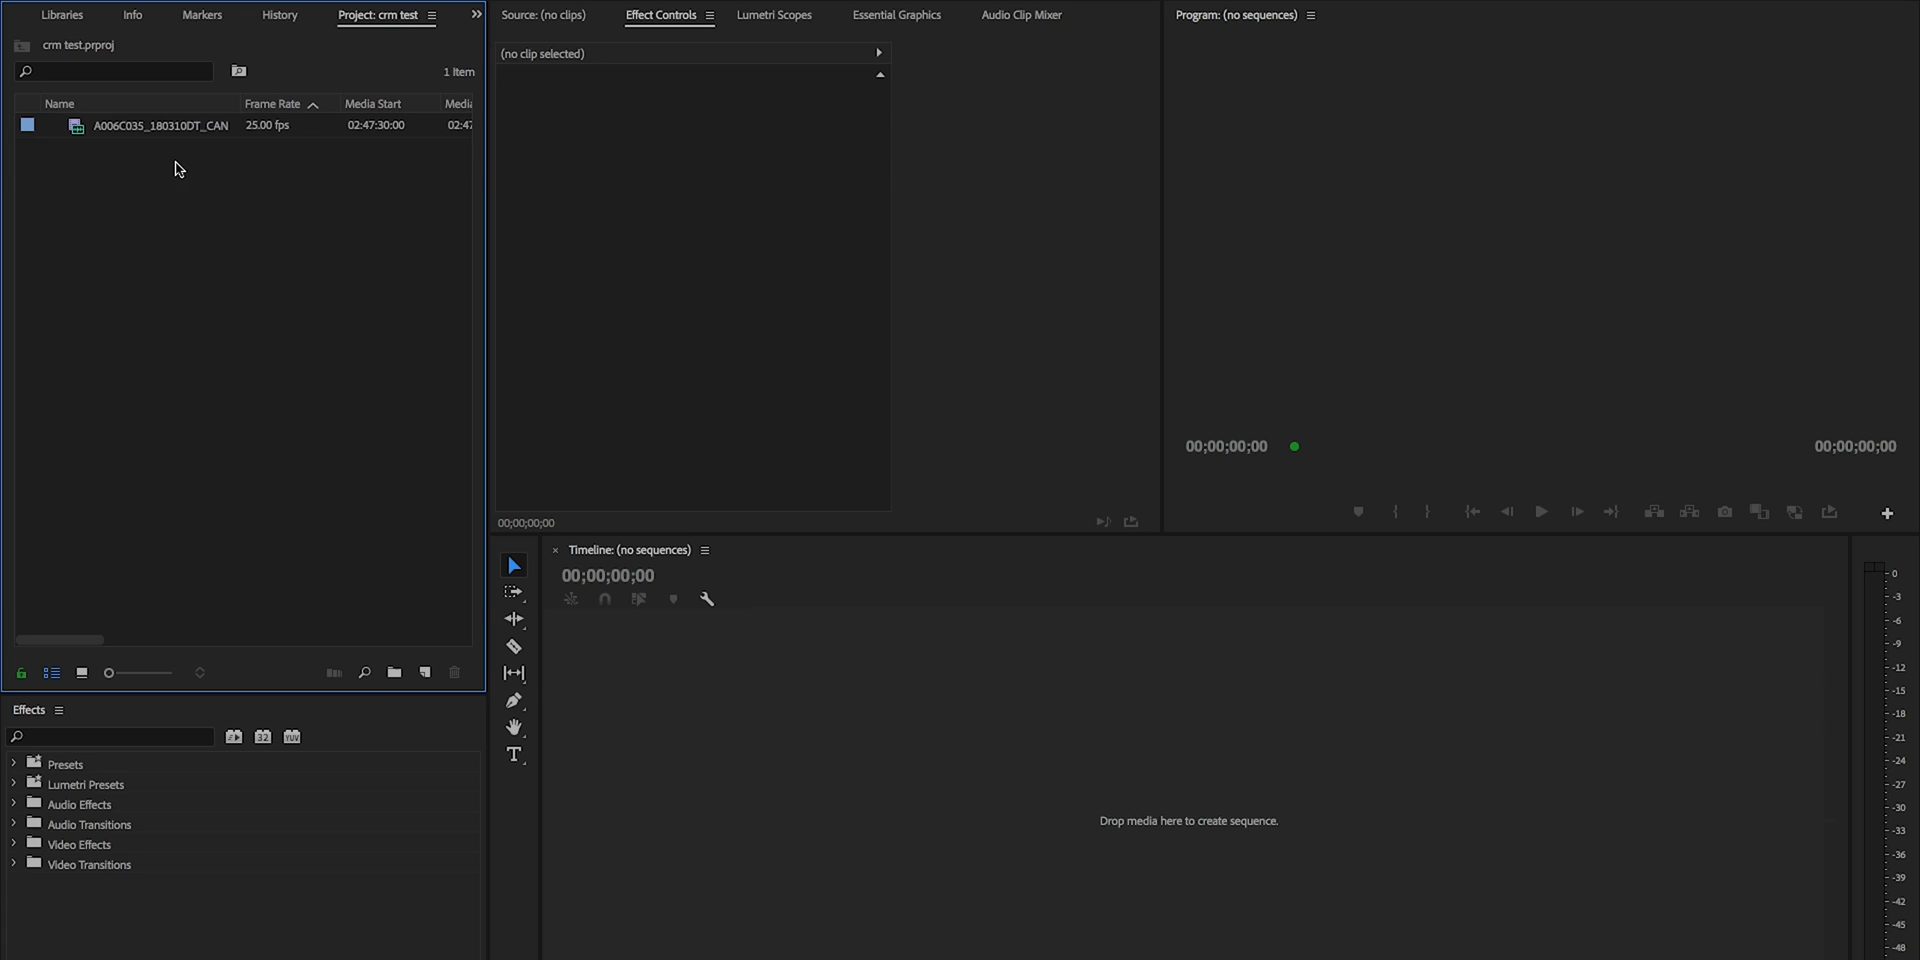 Libraries Info Markers History Project: crm test
crm test.prproj
1 Item
Name Frame Rate Media Start Media
A006C035_180310DT_CAN 25.00 fps 02:47:30:00 02:47
Source: (no clips) Effect Controls Lumetri Scopes Essential Graphics Audio Clip Mixer
(no clip selected)
00;00;00;00
Program: (no sequences)
00;00;00;00 00;00;00;00
Effects
32 YUV
Presets
Lumetri Presets
Audio Effects
Audio Transitions
Video Effects
Video Transitions
× Timeline: (no sequences)
00;00;00;00
Drop media here to create sequence.
0
-3
-6
-9
-12
-15
-18
-21
-24
-27
-30
-33
-36
-39
-42
-45
-48